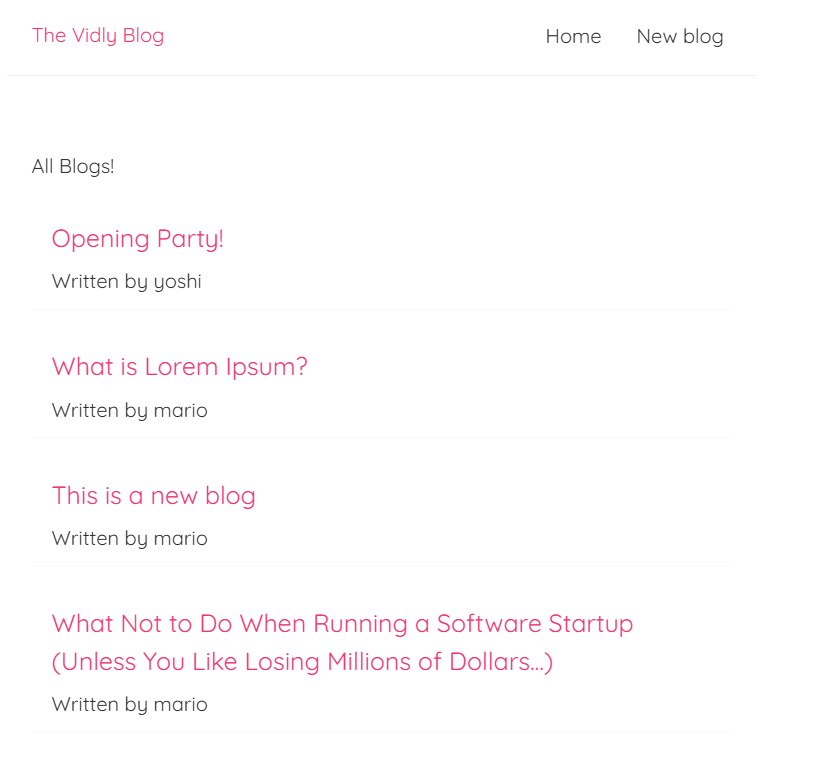 The Vidly Blog
Home
New blog
All Blogs!
Opening Party!
Written by yoshi
What is Lorem Ipsum?
Written by mario
This is a new blog
Written by mario
What Not to Do When Running a Software Startup
(Unless You Like Losing Millions of Dollars...)
Written by mario